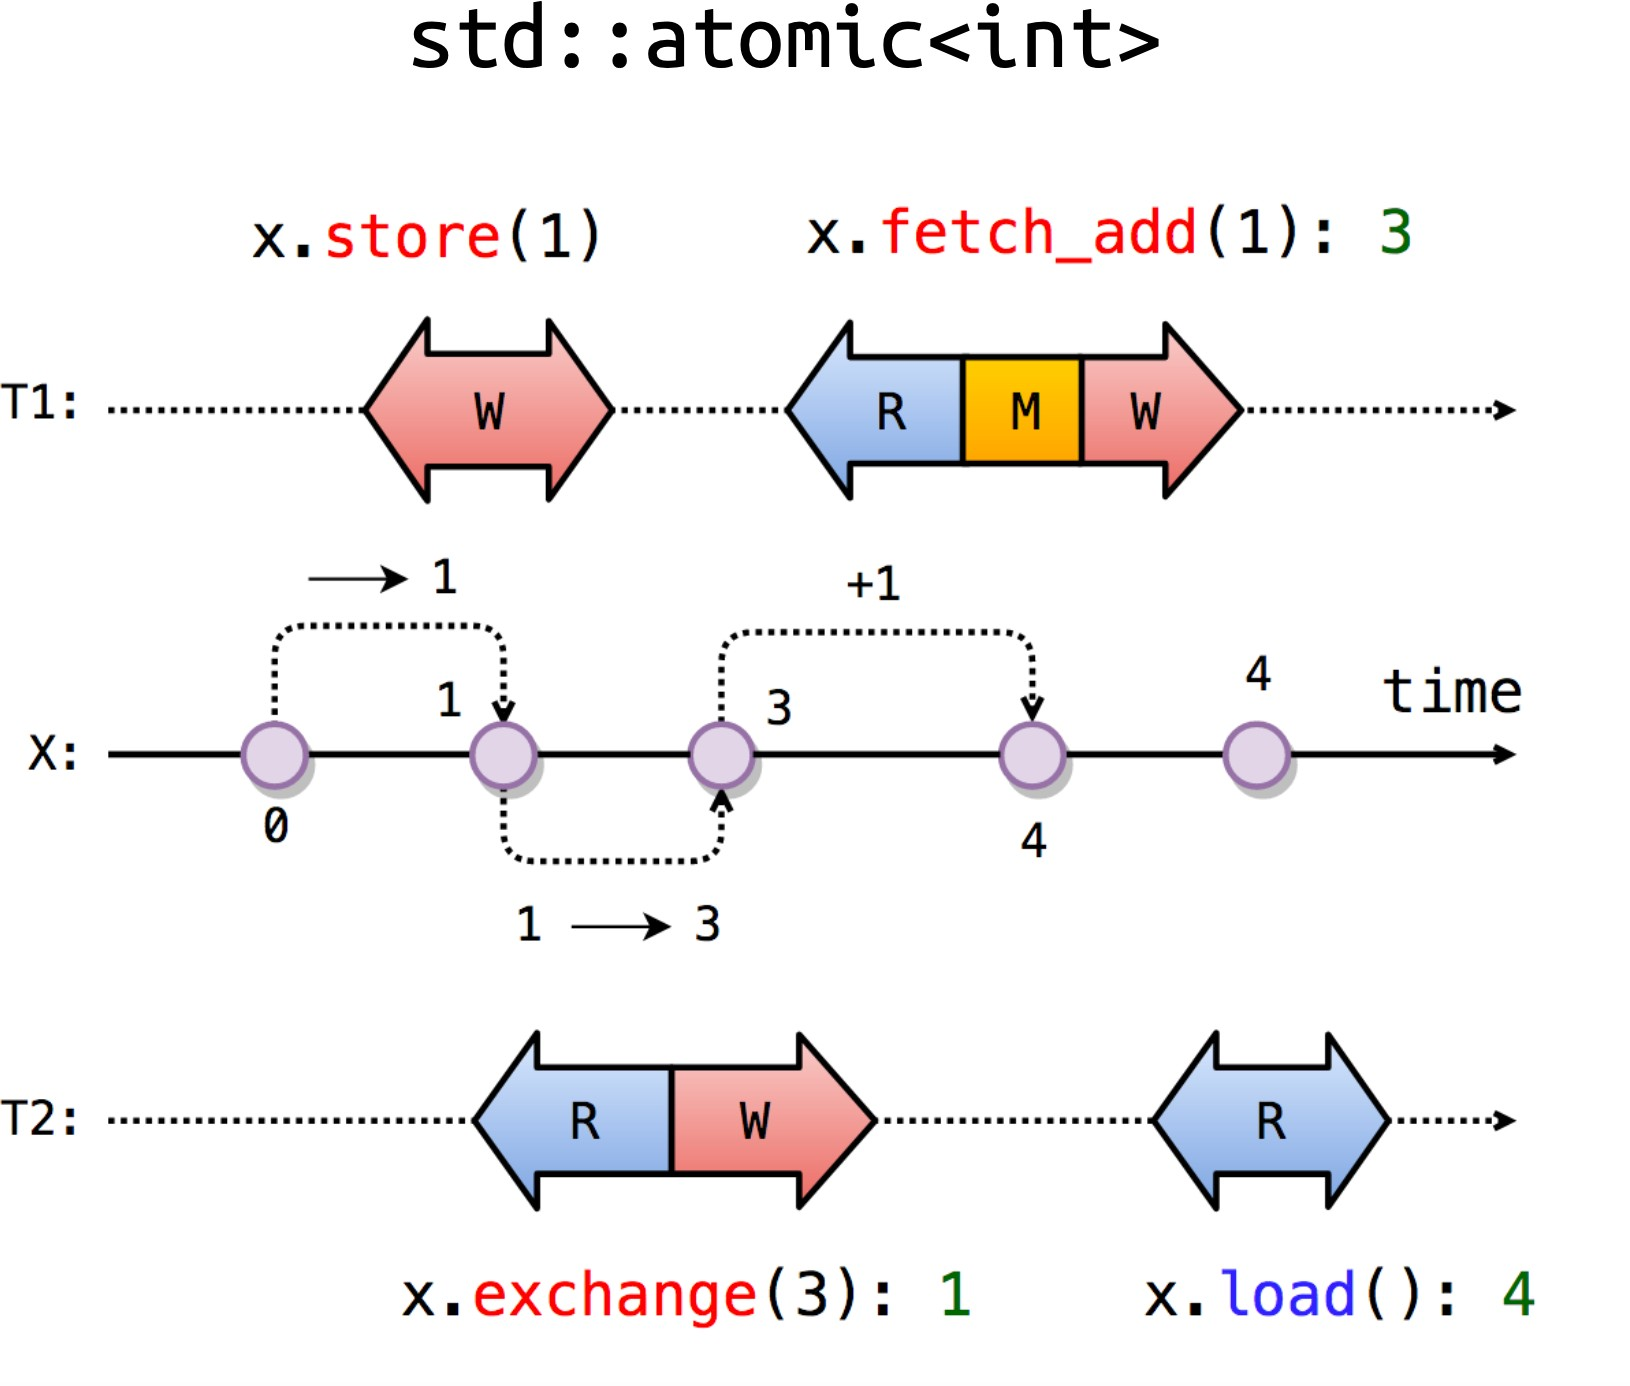 std::atomic<int>
x.store(1)
x.fetch_add(1): 3
T1:
W
R M W
1
+1
1
3
4
time
X:
0
4
1 3
T2:
R W
R
x.exchange(3): 1
x.load(): 4